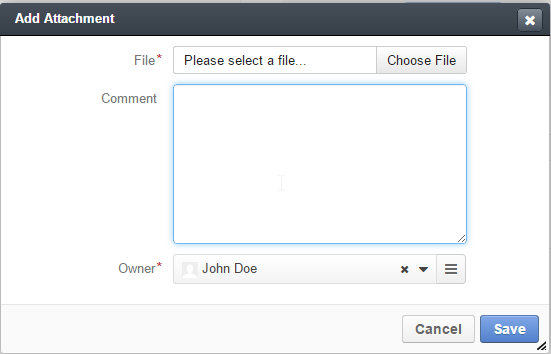 Add Attachment
File* Please select a file... Choose File
Comment
Owner* John Doe
Cancel Save